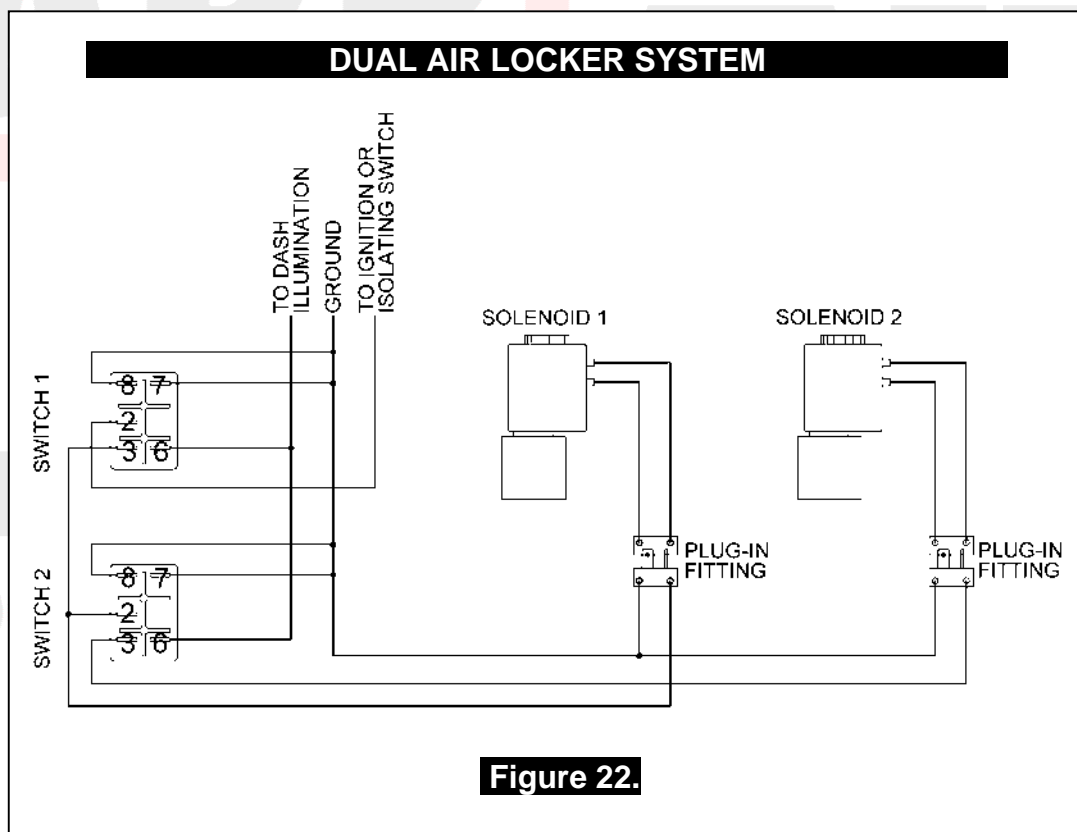 DUAL AIR LOCKER SYSTEM
TO DASH
ILLUMINATION
GROUND
TO IGNITION OR
ISOLATING SWITCH
SOLENOID 1
SOLENOID 2
SWITCH 1
8 7
2
3 6
SWITCH 2
8 7
2
3 6
PLUG-IN
FITTING
PLUG-IN
FITTING
Figure 22.